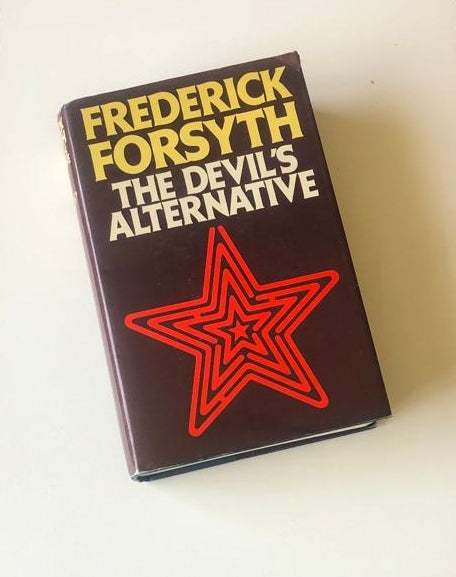 FREDERICK
FORSYTH
THE DEVIL'S
ALTERNATIVE